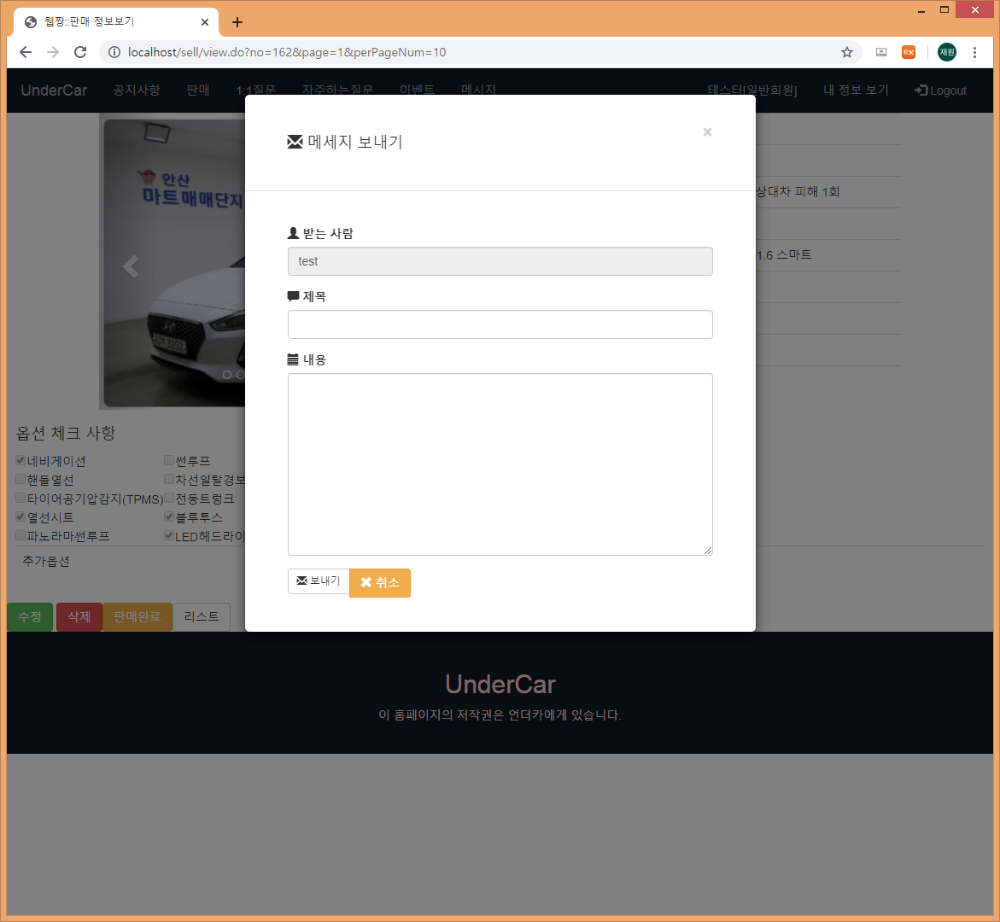 웹짱::판매 정보보기
localhost/sell/view.do?no=162&page=1&perPageNum=10
재원
UnderCar 공지사항 판매 1:1질문 자주하는질문 이벤트 메시지 테스터[일반회원] 내 정보 보기 Logout
메세지 보내기
×
안산
마트매매단지
상대차 피해 1회
1.6 스마트
받는 사람
test
제목
내용
보내기 취소
옵션 체크 사항
네비게이션 썬루프
핸들열선 차선일탈경보
타이어공기압감지(TPMS) 전동트렁크
열선시트 블루투스
파노라마썬루프 LED헤드라이
추가옵션
수정 삭제 판매완료 리스트
UnderCar
이 홈페이지의 저작권은 언더카에게 있습니다.